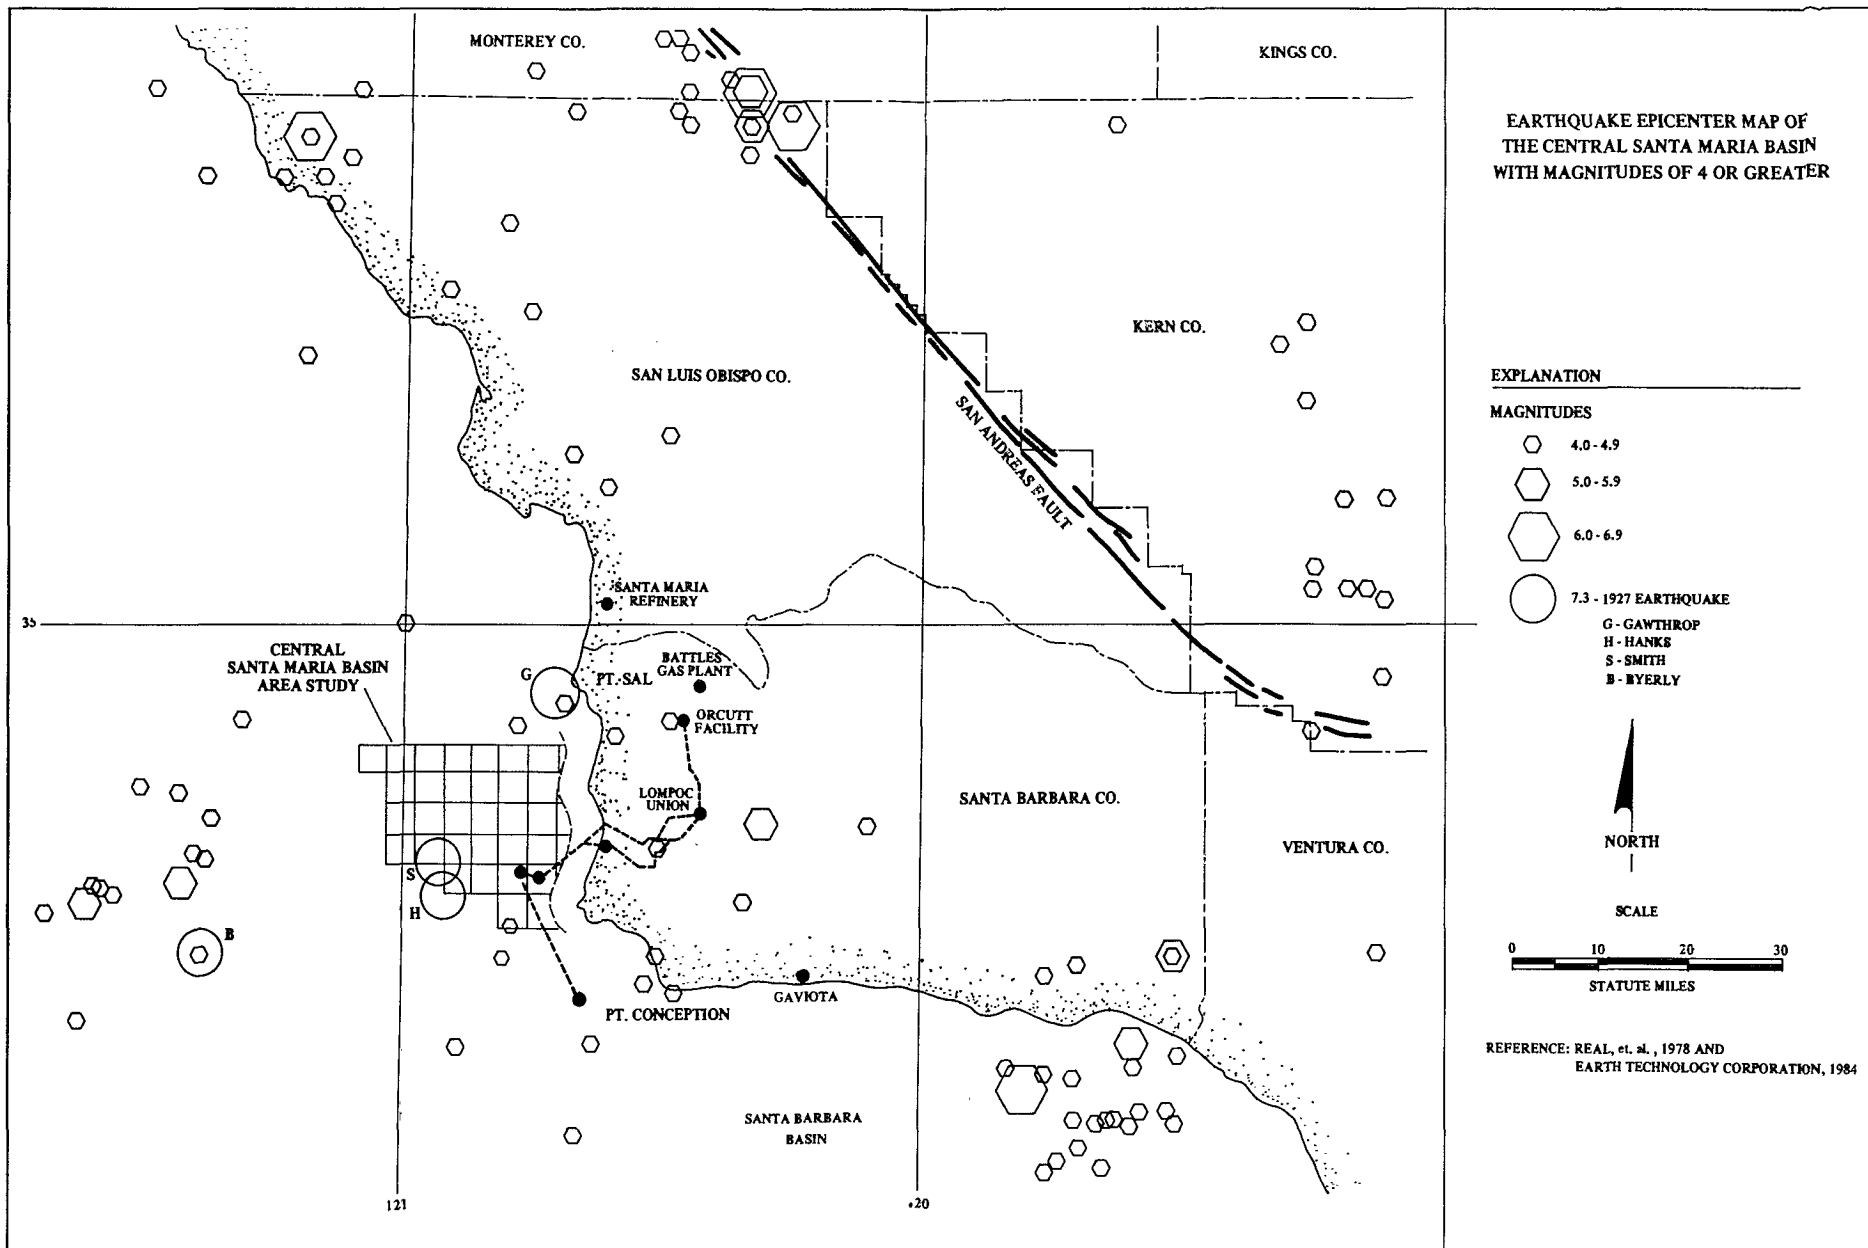 MONTEREY CO.
KINGS CO.
EARTHQUAKE EPICENTER MAP OF
THE CENTRAL SANTA MARIA BASIN
WITH MAGNITUDES OF 4 OR GREATER
KERN CO.
SAN LUIS OBISPO CO.
SAN ANDREAS FAULT
EXPLANATION
MAGNITUDES
4.0 - 4.9
5.0 - 5.9
6.0 - 6.9
7.3 - 1927 EARTHQUAKE
G - GAWTHROP
H - HANKS
S - SMITH
B - BYERLY
SANTA MARIA
REFINERY
35
CENTRAL
SANTA MARIA BASIN
AREA STUDY
G
PT. SAL
BATTLES
GAS PLANT
ORCUTT
FACILITY
LOMPOC
UNION
SANTA BARBARA CO.
VENTURA CO.
NORTH
S
H
B
SCALE
0 10 20 30
STATUTE MILES
GAVIOTA
PT. CONCEPTION
REFERENCE: REAL, et. al. , 1978 AND
EARTH TECHNOLOGY CORPORATION, 1984
SANTA BARBARA
BASIN
121
20